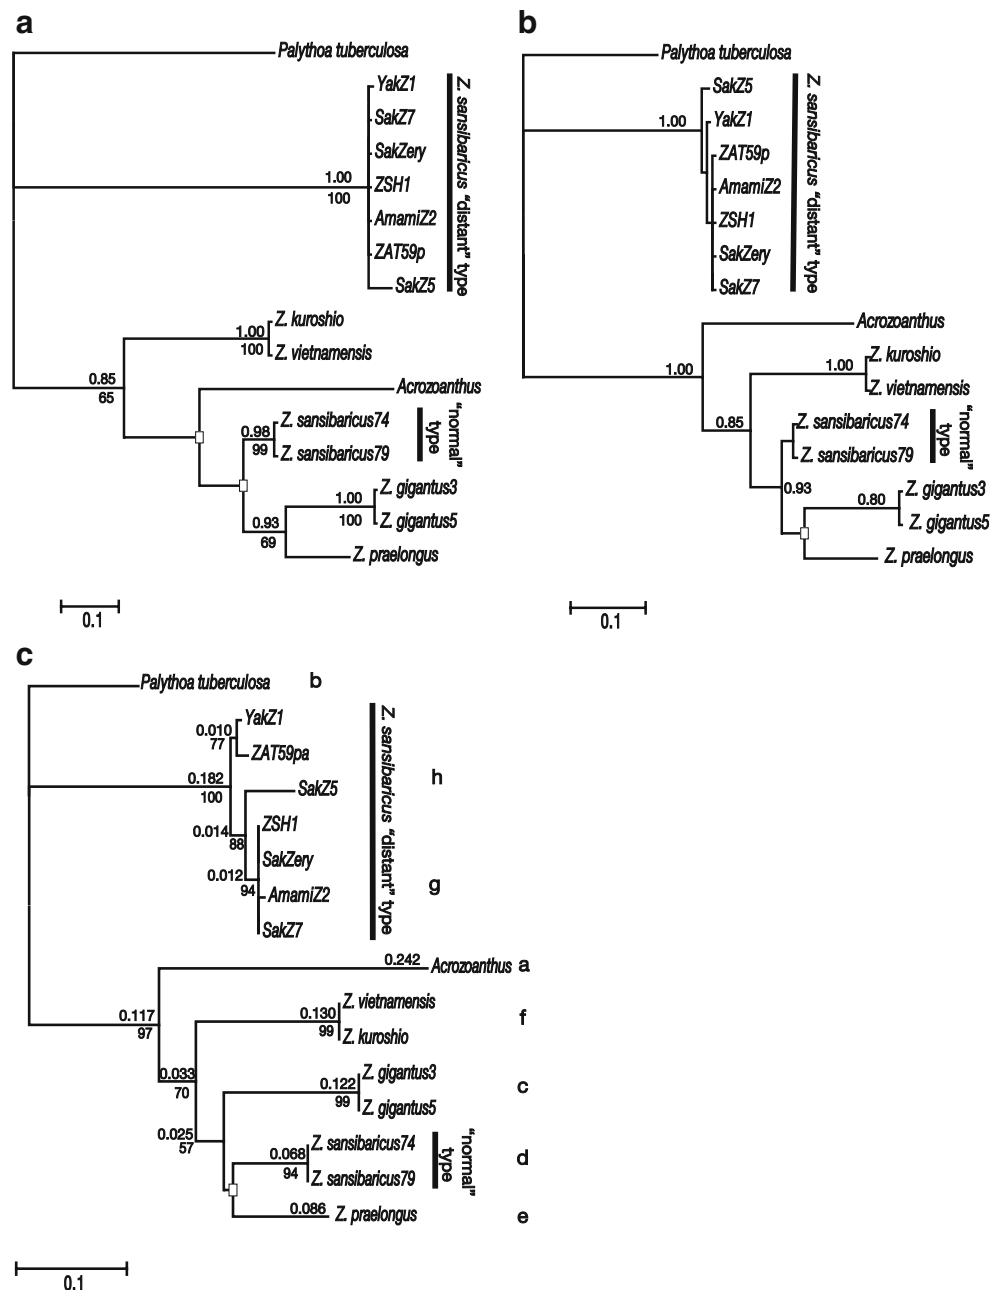 a
Palythoa tuberculosa
YakZ1
SakZ7
SakZery
1.00
ZSH1
100
AmamiZ2
ZAT59p
SakZ5
Z. sansibaricus “distant” type
Z. kuroshio
1.00
100
Z. vietnamensis
0.85
65
Acrozoanthus
Z. sansibaricus74
0.98
99
Z. sansibaricus79
“normal”
type
Z. gigantus3
1.00
100
Z. gigantus5
0.93
69
Z. praelongus
0.1
b
Palythoa tuberculosa
SakZ5
1.00
YakZ1
ZAT59p
AmamiZ2
ZSH1
SakZery
SakZ7
Z. sansibaricus “distant” type
Acrozoanthus
Z. kuroshio
1.00
1.00
Z. vietnamensis
0.85
Z. sansibaricus74
Z. sansibaricus79
“normal”
type
0.93
Z. gigantus3
0.80
Z. gigantus5
Z. praelongus
0.1
c
Palythoa tuberculosa b
YakZ1
0.010
77
ZAT59pa
0.182
100
SakZ5
h
0.014
88
ZSH1
SakZery
0.012
94
AmamiZ2
g
SakZ7
Z. sansibaricus “distant” type
0.242
Acrozoanthus a
Z. vietnamensis
0.130
99
f
Z. kuroshio
0.117
97
0.033
70
Z. gigantus3
0.122
99
c
Z. gigantus5
0.025
57
Z. sansibaricus74
0.068
94
d
Z. sansibaricus79
“normal”
type
0.086
Z. praelongus e
0.1